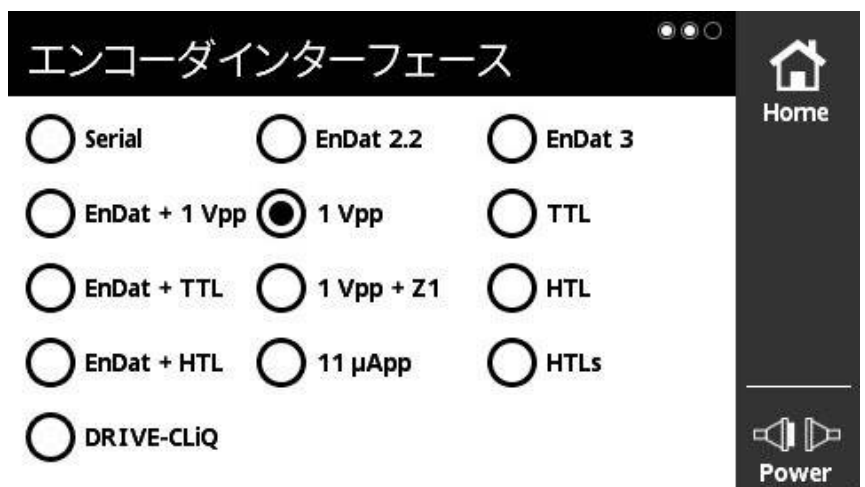 エンコーダインターフェース
Home
Serial
EnDat 2.2
EnDat 3
EnDat + 1 Vpp
1 Vpp
TTL
EnDat + TTL
1 Vpp + Z1
HTL
EnDat + HTL
11 µApp
HTLs
DRIVE-CLiQ
Power